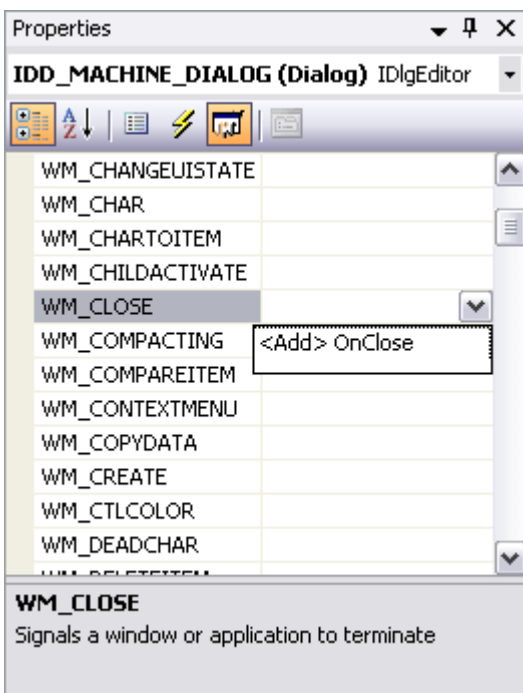 Properties
IDD_MACHINE_DIALOG (Dialog) IDlgEditor
WM_CHANGEUISTATE
WM_CHAR
WM_CHARTOITEM
WM_CHILDACTIVATE
WM_CLOSE
WM_COMPACTING <Add> OnClose
WM_COMPAREITEM
WM_CONTEXTMENU
WM_COPYDATA
WM_CREATE
WM_CTLCOLOR
WM_DEADCHAR
WM_DELETEITEM
WM_CLOSE
Signals a window or application to terminate